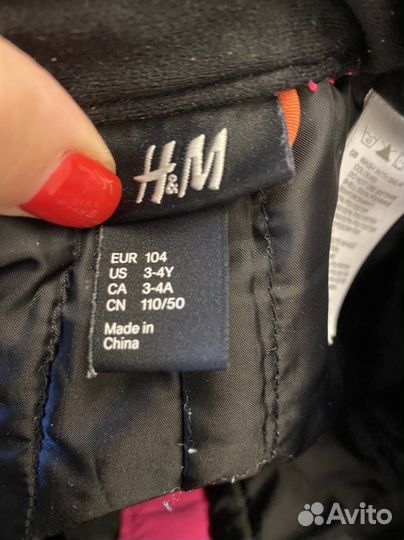 H&M
EUR 104
US 3-4Y
CA 3-4A
CN 110/50
Made in
China
Avito